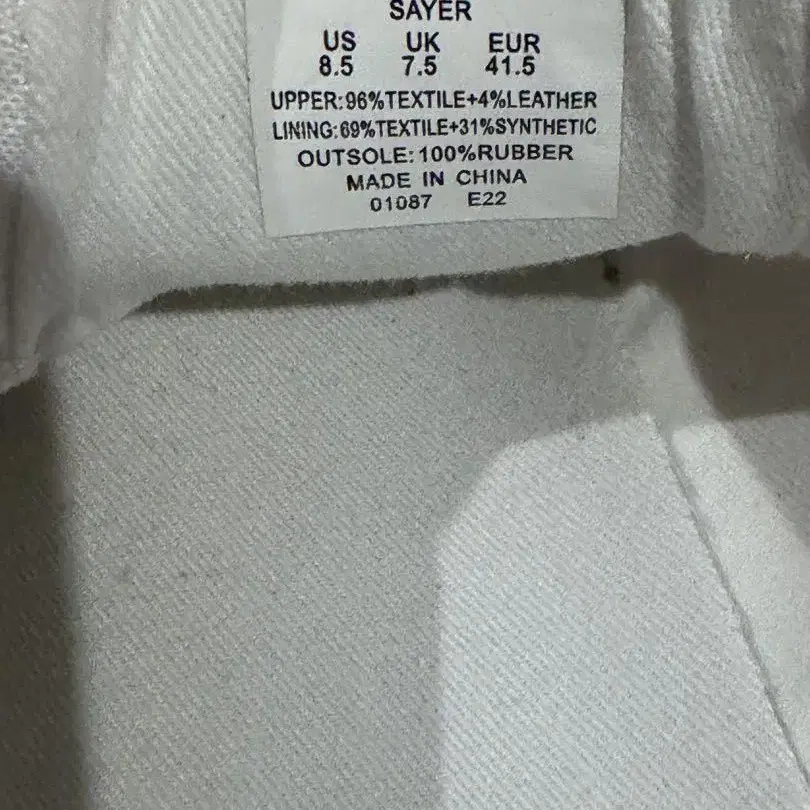 SAYER
US UK EUR
8.5 7.5 41.5
UPPER:96%TEXTILE+4%LEATHER
LINING:69%TEXTILE+31%SYNTHETIC
OUTSOLE:100%RUBBER
MADE IN CHINA
01087 E22